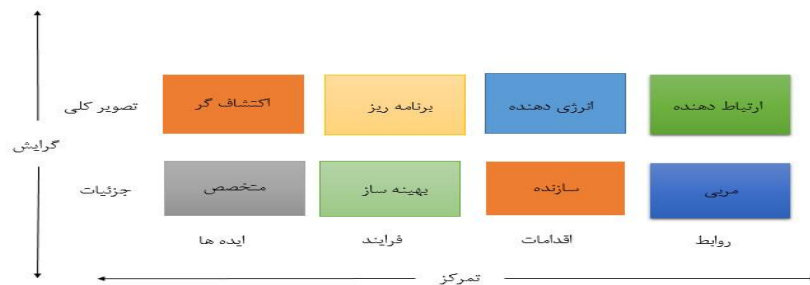 ارتباط دهنده
انرژی دهنده
برنامه ریز
اکتشاف گر
تصویر کلی
گرایش
مربی
سازنده
بهینه ساز
متخصص
جزئیات
روابط
اقدامات
فرایند
ایده ها
تمرکز